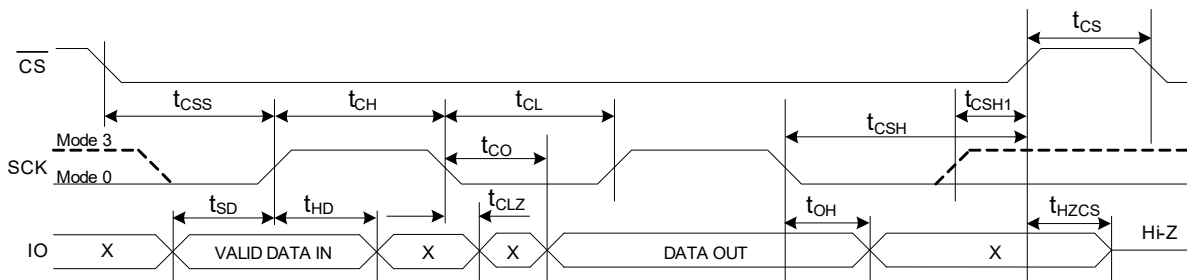 tCS
CS
tCSS tCH tCL tCSH1
tCSH
Mode 3
SCK tCO
Mode 0
tSD tHD tCLZ tOH tHZCS
IO X VALID DATA IN X X DATA OUT X Hi-Z